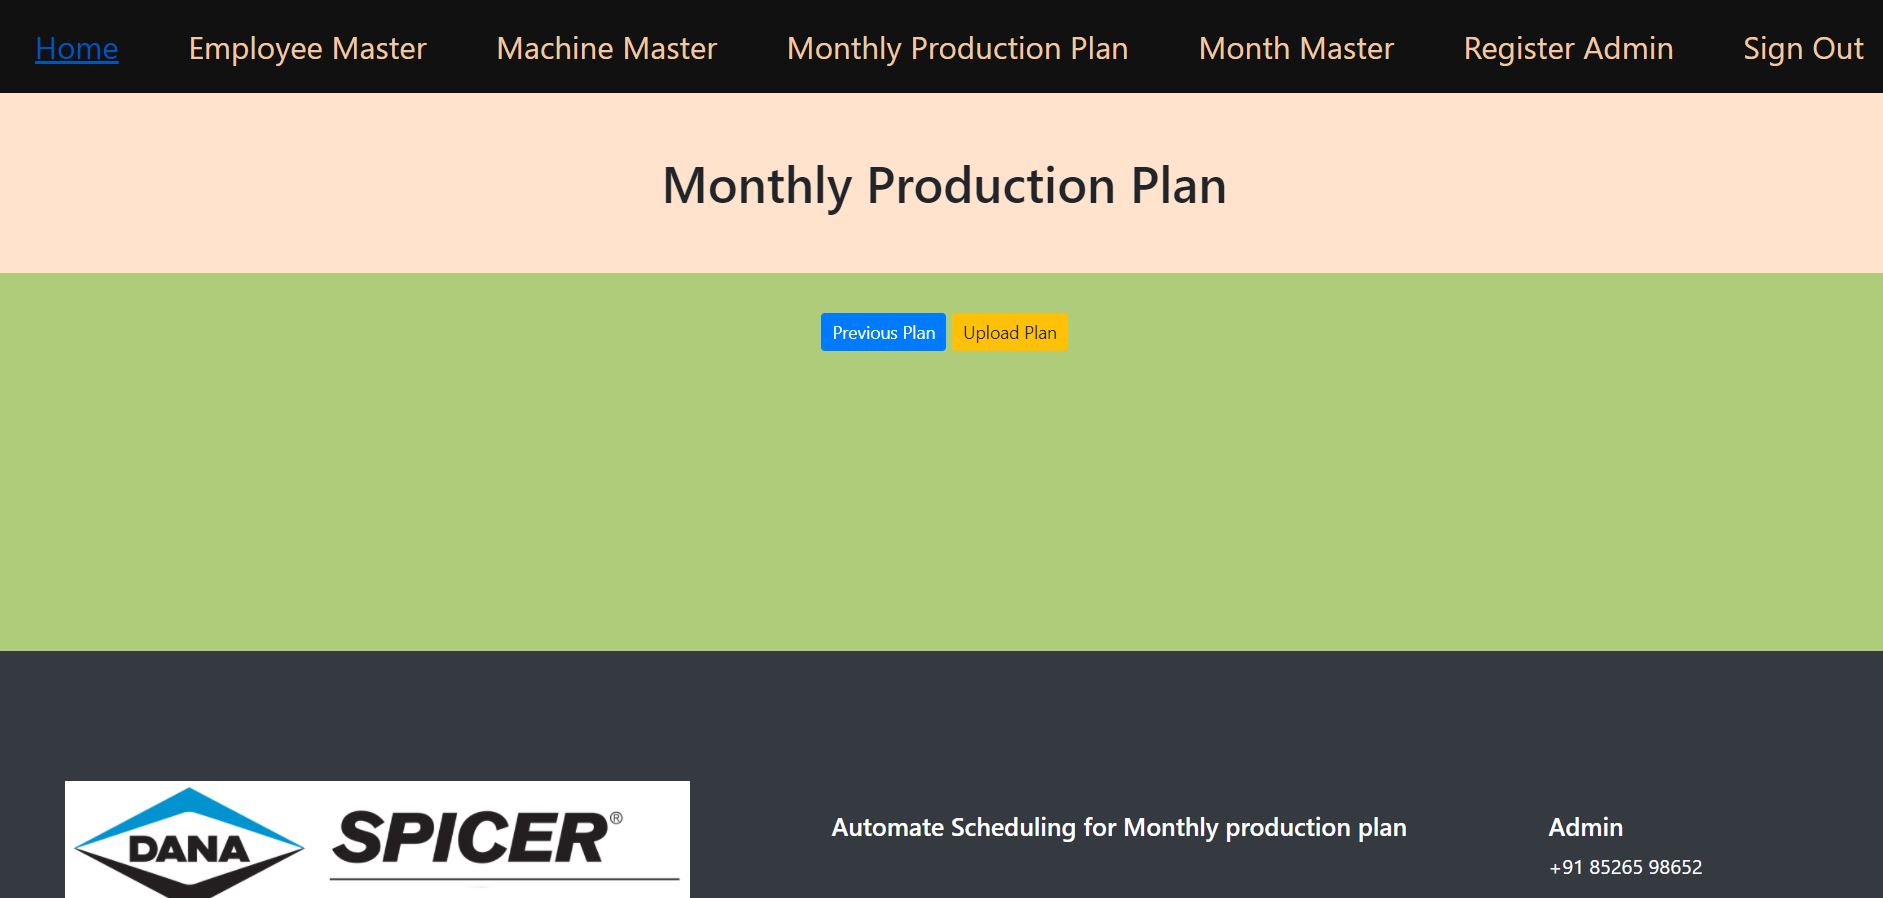 Home Employee Master Machine Master Monthly Production Plan Month Master Register Admin Sign Out
Monthly Production Plan
Previous Plan Upload Plan
DANA SPICER®
Automate Scheduling for Monthly production plan
Admin
+91 85265 98652